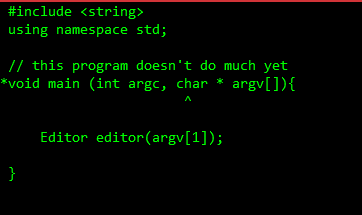 #include <string>
using namespace std;
// this program doesn't do much yet
*void main (int argc, char * argv[]){
^
Editor editor(argv[1]);
}